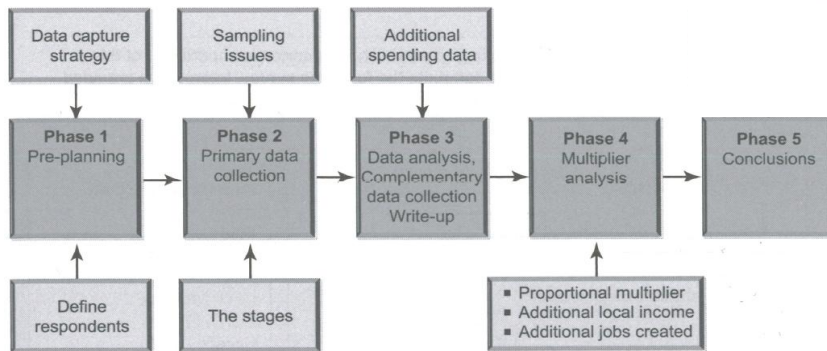 Data capture
strategy
Sampling
issues
Additional
spending data
Phase 1
Pre-planning
Phase 2
Primary data
collection
Phase 3
Data analysis,
Complementary
data collection
Write-up
Phase 4
Multiplier
analysis
Phase 5
Conclusions
Define
respondents
The stages
▪ Proportional multiplier
▪ Additional local income
▪ Additional jobs created